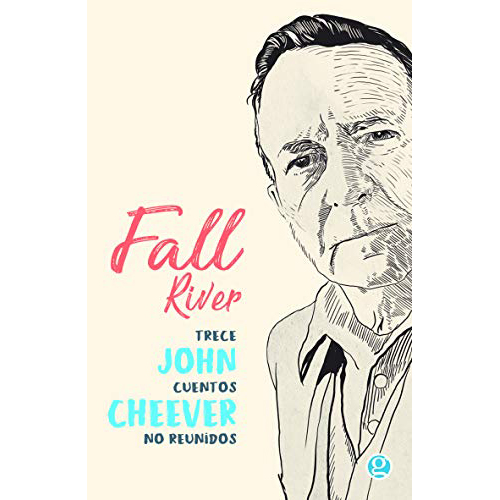 Fall
River
TRECE
JOHN
CUENTOS
CHEEVER
NO REUNIDOS
g